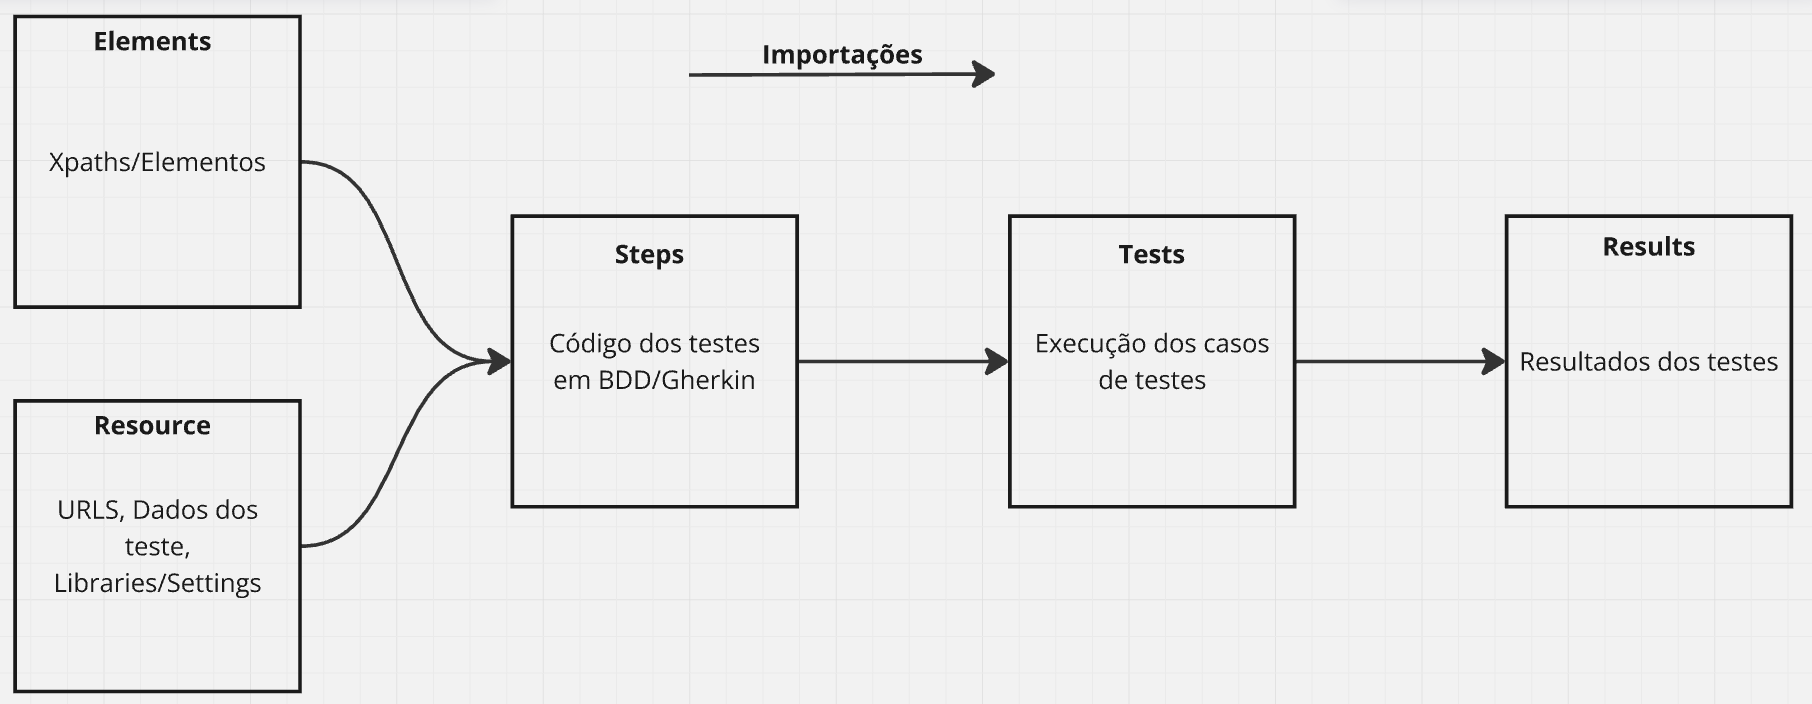 Elements
Xpaths/Elementos
Importações
Resource
URLS, Dados dos
teste,
Libraries/Settings
Steps
Código dos testes
em BDD/Gherkin
Tests
Execução dos casos
de testes
Results
Resultados dos testes